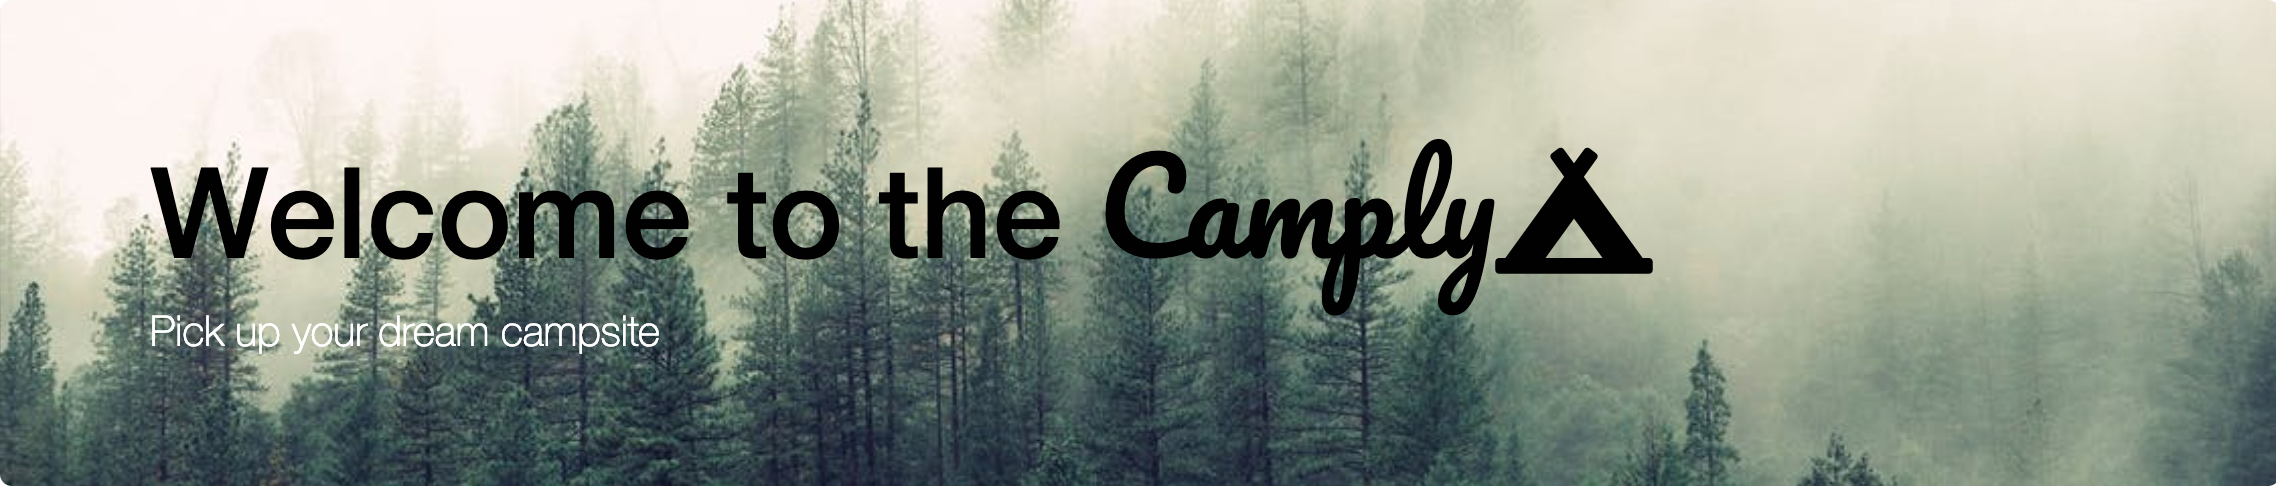 Welcome to the Camply
Pick up your dream campsite